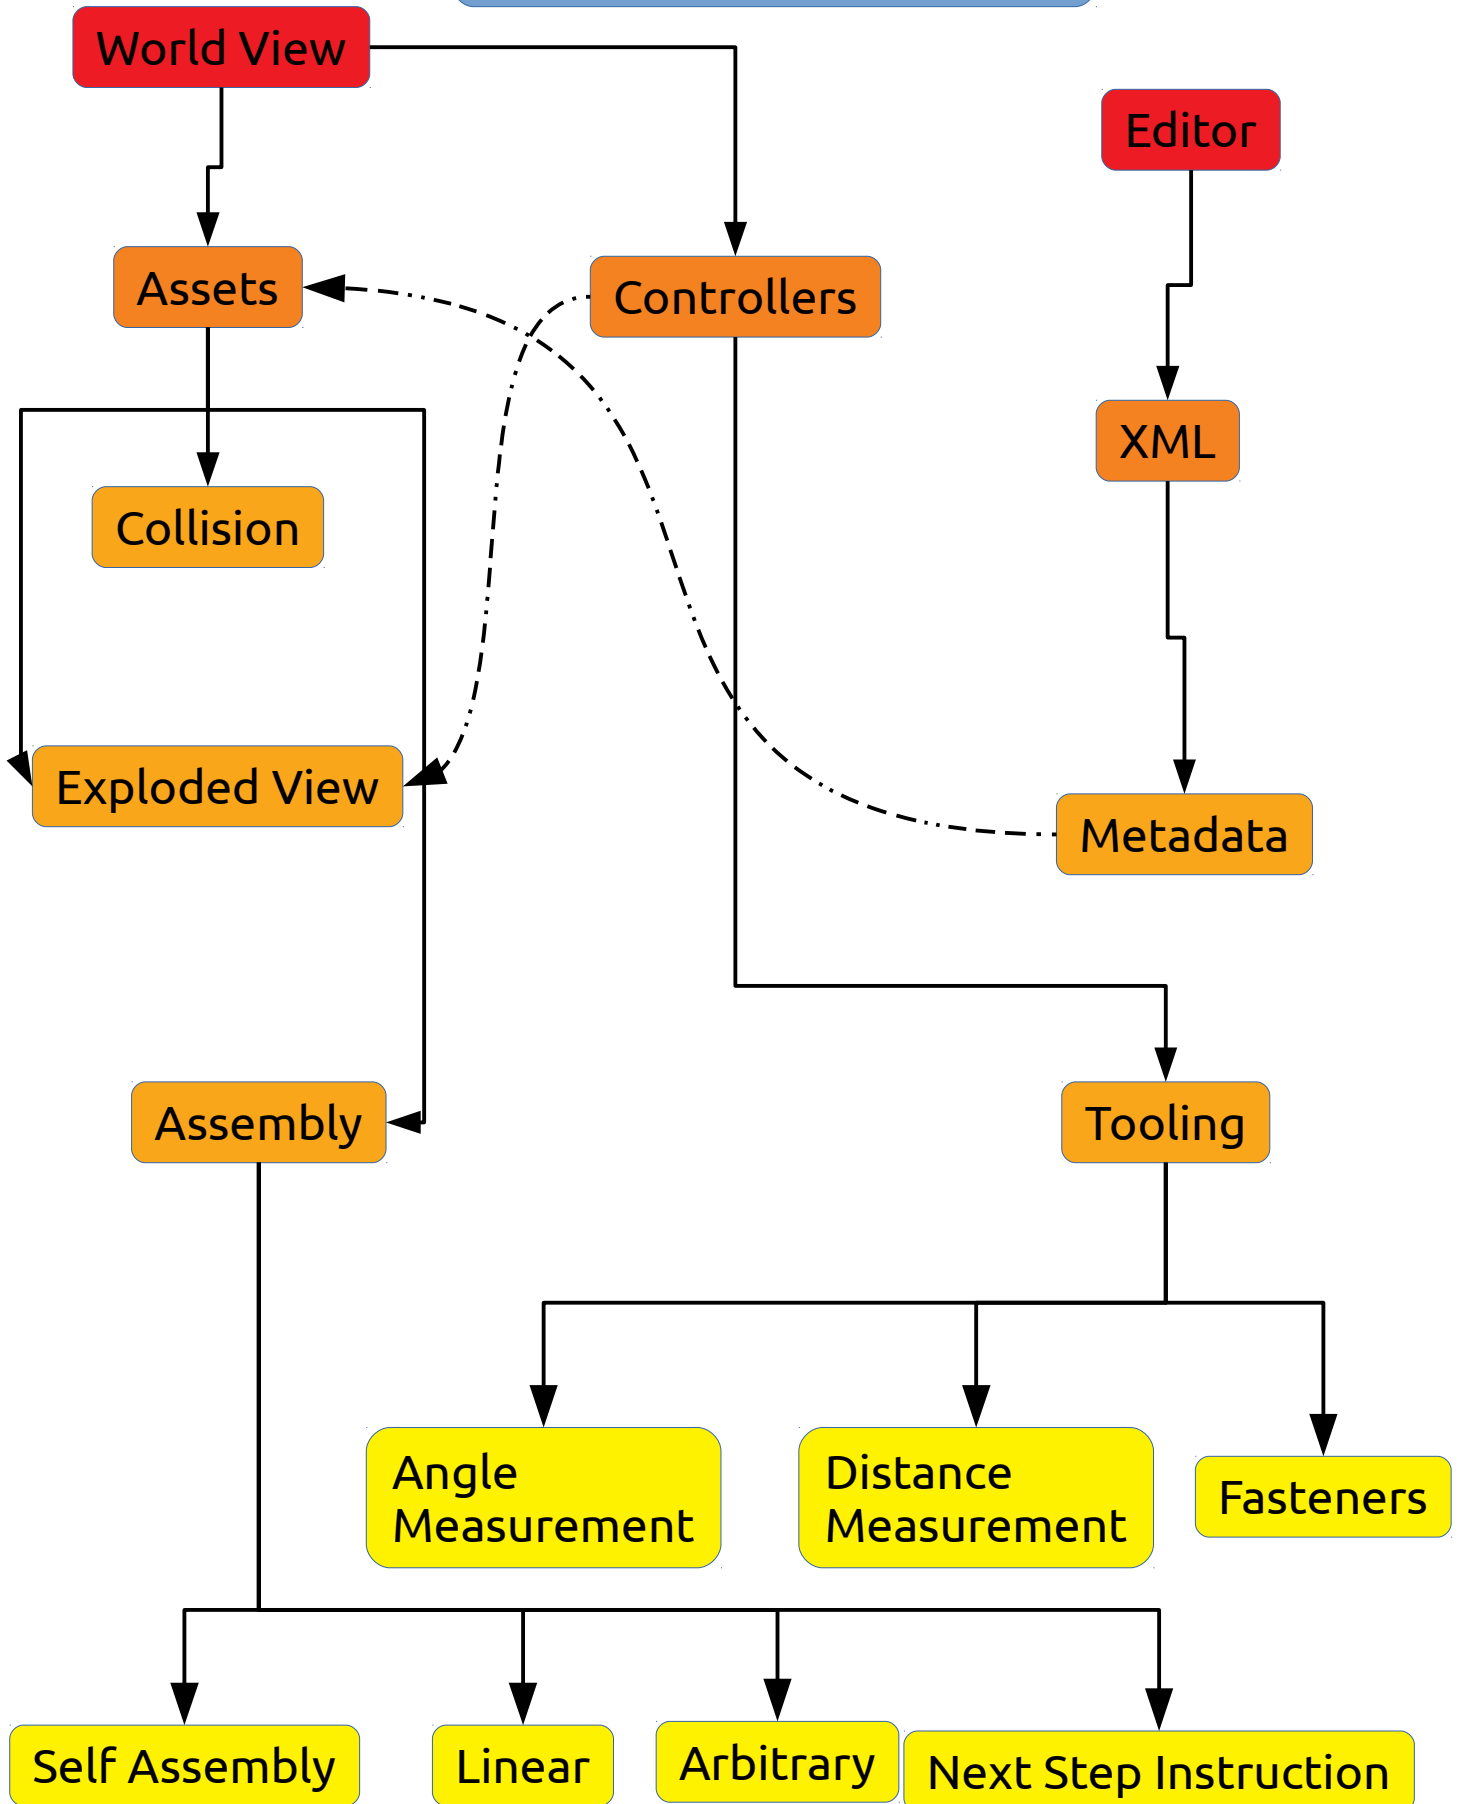 World View
Editor
Assets
Controllers
XML
Collision
Exploded View
Metadata
Assembly
Tooling
Angle
Measurement
Distance
Measurement
Fasteners
Self Assembly
Linear
Arbitrary
Next Step Instruction